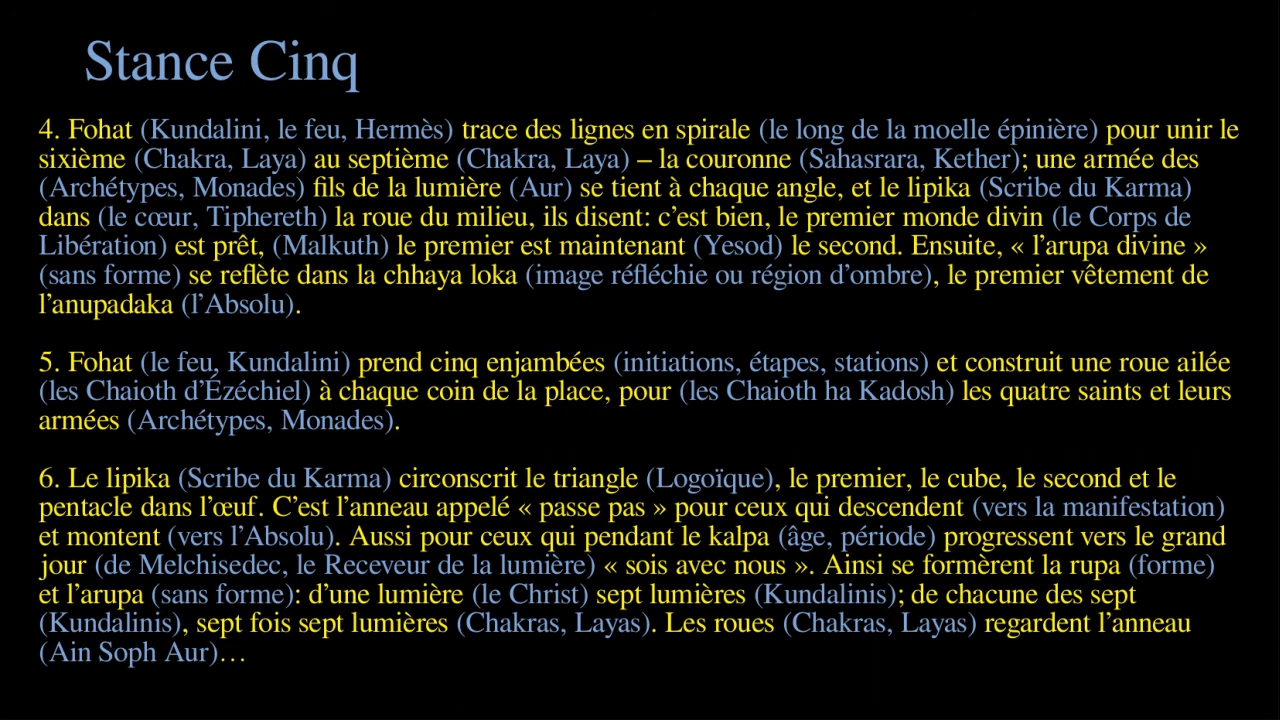 Stance Cinq
4. Fohat (Kundalini, le feu, Hermès) trace des lignes en spirale (le long de la moelle épinière) pour unir le
sixième (Chakra, Laya) au septième (Chakra, Laya) – la couronne (Sahasrara, Kether); une armée des
(Archétypes, Monades) fils de la lumière (Aur) se tient à chaque angle, et le lipika (Scribe du Karma)
dans (le cœur, Tiphereth) la roue du milieu, ils disent: c’est bien, le premier monde divin (le Corps de
Libération) est prêt, (Malkuth) le premier est maintenant (Yesod) le second. Ensuite, « l’arupa divine »
(sans forme) se reflète dans la chhaya loka (image réfléchie ou région d’ombre), le premier vêtement de
l’anupadaka (l’Absolu).
5. Fohat (le feu, Kundalini) prend cinq enjambées (initiations, étapes, stations) et construit une roue ailée
(les Chaioth d’Ézéchiel) à chaque coin de la place, pour (les Chaioth ha Kadosh) les quatre saints et leurs
armées (Archétypes, Monades).
6. Le lipika (Scribe du Karma) circonscrit le triangle (Logoïque), le premier, le cube, le second et le
pentacle dans l’œuf. C’est l’anneau appelé « passe pas » pour ceux qui descendent (vers la manifestation)
et montent (vers l’Absolu). Aussi pour ceux qui pendant le kalpa (âge, période) progressent vers le grand
jour (de Melchisedec, le Receveur de la lumière) « sois avec nous ». Ainsi se formèrent la rupa (forme)
et l’arupa (sans forme): d’une lumière (le Christ) sept lumières (Kundalinis); de chacune des sept
(Kundalinis), sept fois sept lumières (Chakras, Layas). Les roues (Chakras, Layas) regardent l’anneau
(Ain Soph Aur)…